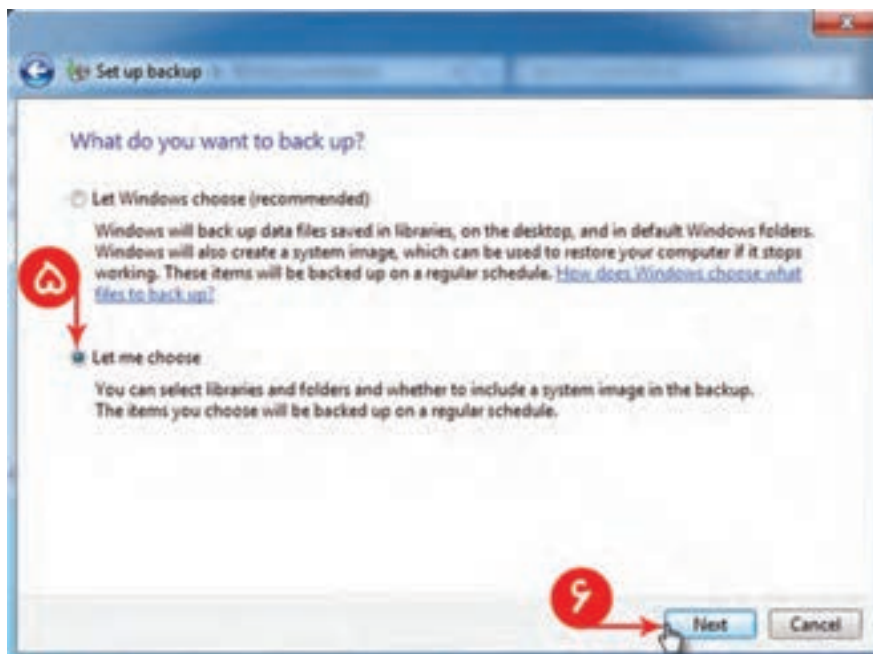 Set up backup
What do you want to back up?
Let Windows choose (recommended)
Windows will back up data files saved in libraries, on the desktop, and in default Windows folders.
Windows will also create a system image, which can be used to restore your computer if it stops
working. These items will be backed up on a regular schedule. How does Windows choose what
files to back up?
۵
Let me choose
You can select libraries and folders and whether to include a system image in the backup.
The items you choose will be backed up on a regular schedule.
۶
Next Cancel